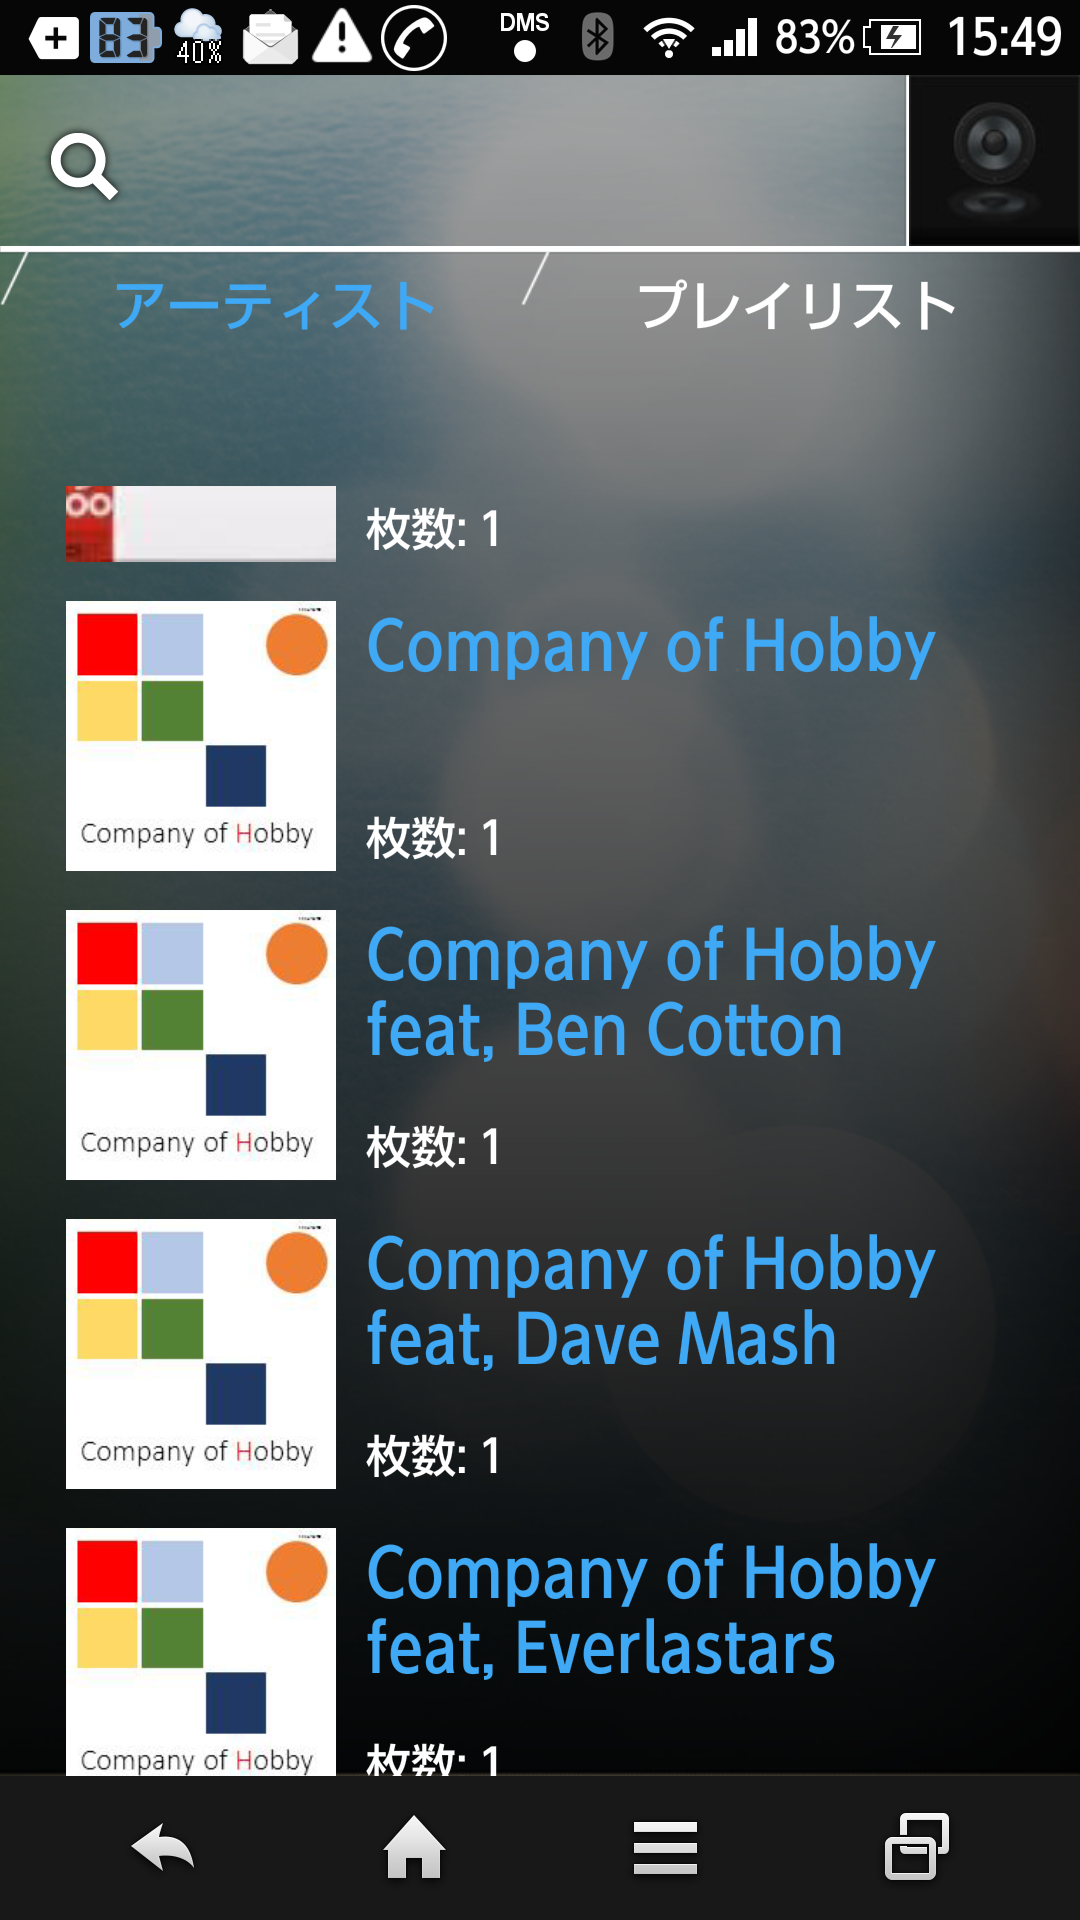 83
40%
DMS
83%
15:49
アーティスト
プレイリスト
枚数: 1
Company of Hobby
Company of Hobby
枚数: 1
Company of Hobby
feat, Ben Cotton
Company of Hobby
枚数: 1
Company of Hobby
feat, Dave Mash
Company of Hobby
枚数: 1
Company of Hobby
feat, Everlastars
Company of Hobby
枚数: 1